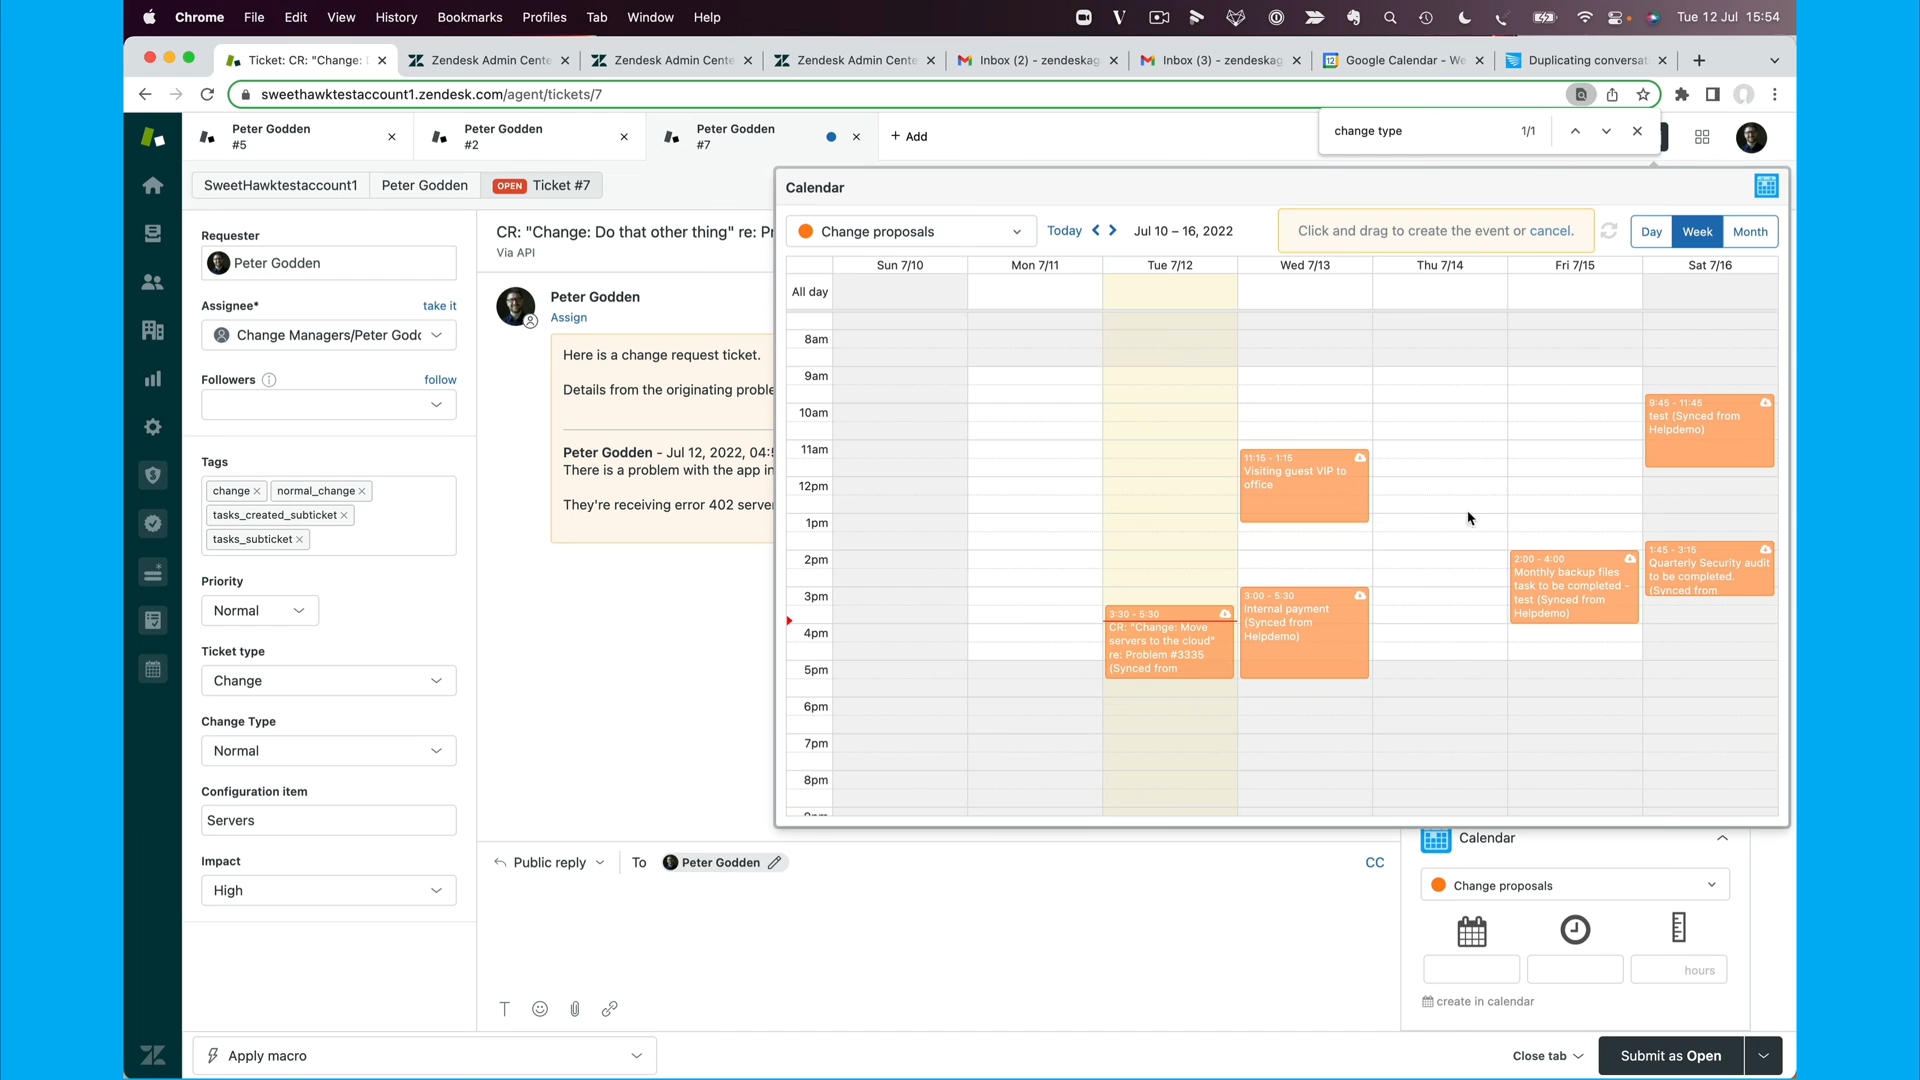 Chrome File Edit View History Bookmarks Profiles Tab Window Help
Tue 12 Jul 15:54
Ticket: CR: "Change:
Zendesk Admin Cente
Zendesk Admin Cente
Zendesk Admin Cente
Inbox (2) - zendeskag
Inbox (3) - zendeskag
Google Calendar - We
Duplicating conversat
sweethawktestaccount1.zendesk.com/agent/tickets/7
Peter Godden
#5
Peter Godden
#2
Peter Godden
#7
+ Add
change type
1/1
SweetHawktestaccount1
Peter Godden
OPEN Ticket #7
Requester
Peter Godden
Assignee*
take it
Change Managers/Peter Godc
Followers
follow
Tags
change
normal_change
tasks_created_subticket
tasks_subticket
Priority
Normal
Ticket type
Change
Change Type
Normal
Configuration item
Servers
Impact
High
CR: "Change: Do that other thing" re: Pr
Via API
Peter Godden
Assign
Here is a change request ticket.
Details from the originating proble
Peter Godden - Jul 12, 2022, 04:5
There is a problem with the app in
They're receiving error 402 server
Calendar
Change proposals
Today
Jul 10 – 16, 2022
Click and drag to create the event or cancel.
Day Week Month
Sun 7/10 Mon 7/11 Tue 7/12 Wed 7/13 Thu 7/14 Fri 7/15 Sat 7/16
All day
8am
9am
10am
11am
12pm
1pm
2pm
3pm
4pm
5pm
6pm
7pm
8pm
9pm
3:30 - 5:30
CR: "Change: Move
servers to the cloud"
re: Problem #3335
(Synced from
11:15 - 1:15
Visiting guest VIP to
office
3:00 - 5:30
Internal payment
(Synced from
Helpdemo)
2:00 - 4:00
Monthly backup files
task to be completed -
test (Synced from
Helpdemo)
9:45 - 11:45
test (Synced from
Helpdemo)
1:45 - 3:15
Quarterly Security audit
to be completed.
(Synced from
Public reply
To
Peter Godden
CC
Calendar
Change proposals
hours
create in calendar
Apply macro
Close tab
Submit as Open